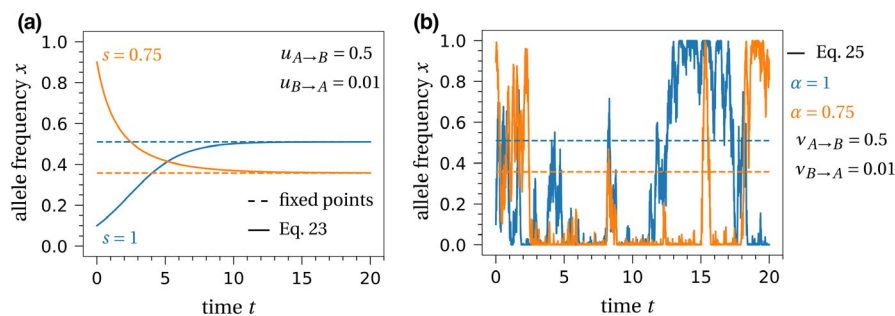 (a)
allele frequency x
1.0
0.8
0.6
0.4
0.2
0.0
s = 0.75
u_{A→B} = 0.5
u_{B→A} = 0.01
fixed points
Eq. 23
s = 1
0 5 10 15 20
time t
(b)
allele frequency x
1.0
0.8
0.6
0.4
0.2
0.0
0 5 10 15 20
time t
Eq. 25
α = 1
α = 0.75
ν_{A→B} = 0.5
ν_{B→A} = 0.01